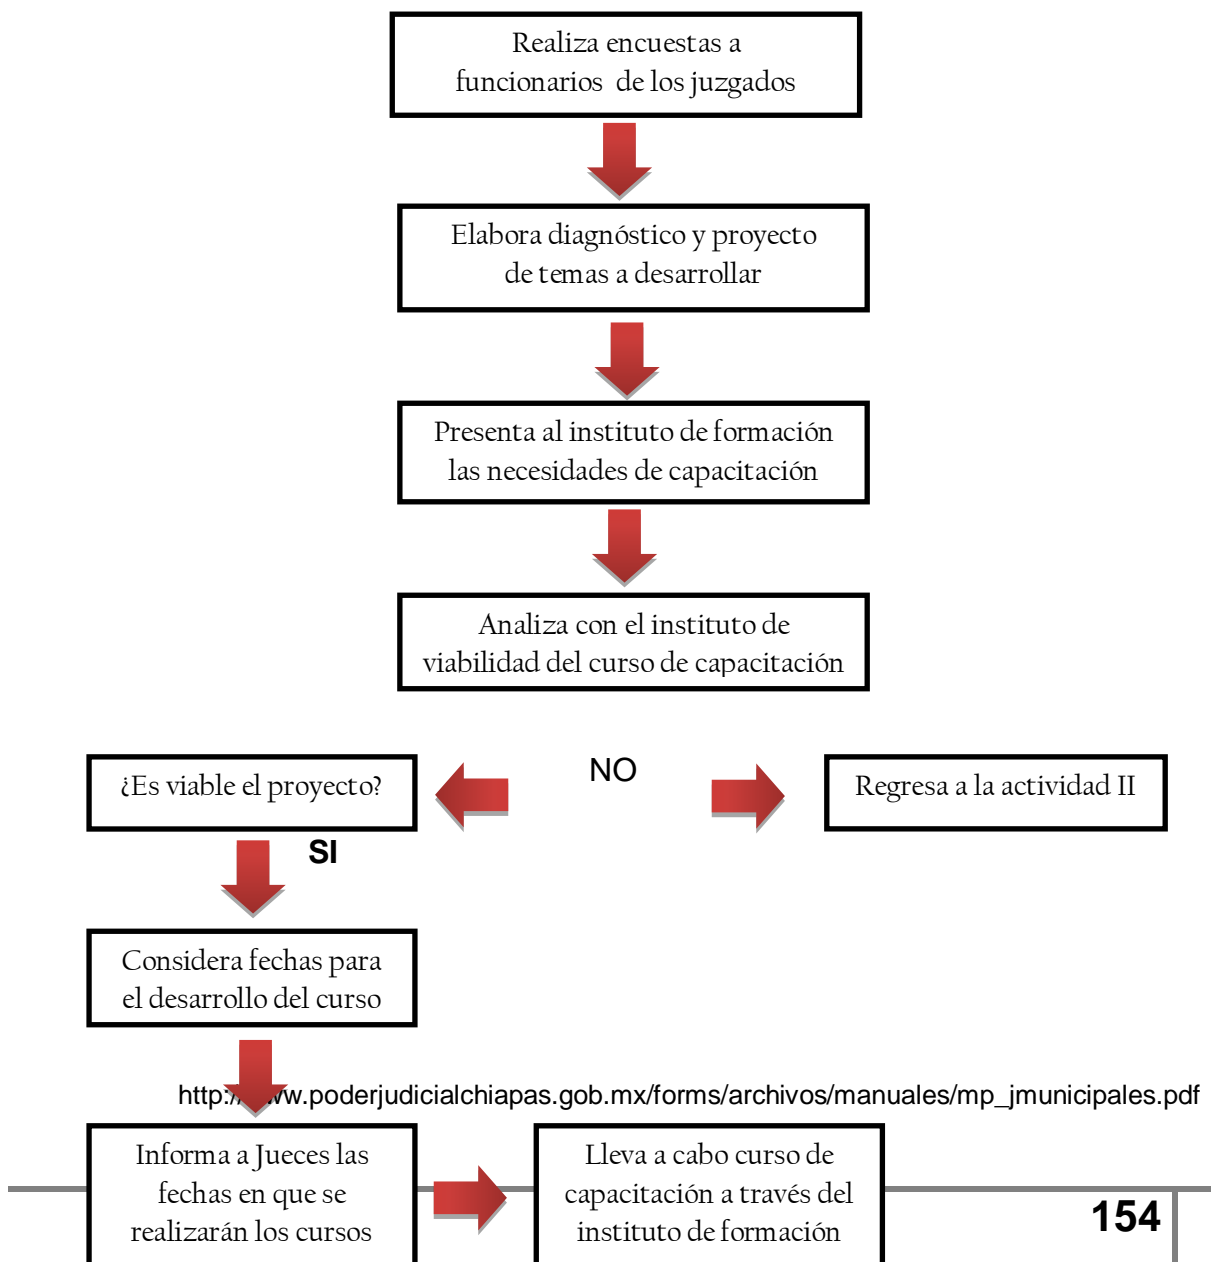 Realiza encuestas a
funcionarios de los juzgados
Elabora diagnóstico y proyecto
de temas a desarrollar
Presenta al instituto de formación
las necesidades de capacitación
Analiza con el instituto de
viabilidad del curso de capacitación
¿Es viable el proyecto?
NO
Regresa a la actividad II
SI
Considera fechas para
el desarrollo del curso
http://www.poderjudicialchiapas.gob.mx/forms/archivos/manuales/mp_jmunicipales.pdf
Informa a Jueces las
fechas en que se
realizarán los cursos
Lleva a cabo curso de
capacitación a través del
instituto de formación
154